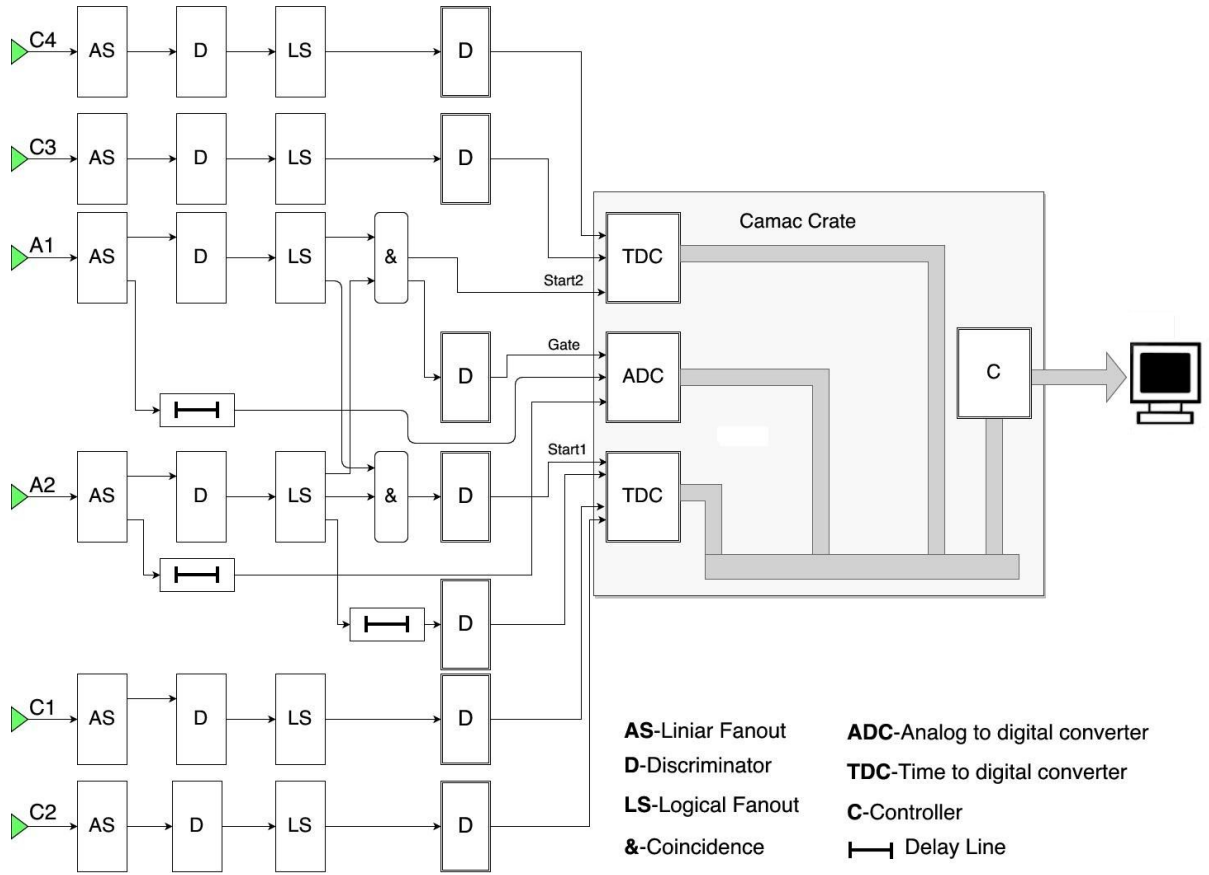 C4
AS
D
LS
D
C3
AS
D
LS
D
Camac Crate
A1
AS
D
LS
&
TDC
Start2
Gate
D
ADC
C
Start1
A2
AS
D
LS
&
D
TDC
D
C1
AS
D
LS
D
C2
AS
D
LS
D
AS-Liniar Fanout
D-Discriminator
LS-Logical Fanout
&-Coincidence
ADC-Analog to digital converter
TDC-Time to digital converter
C-Controller
Delay Line